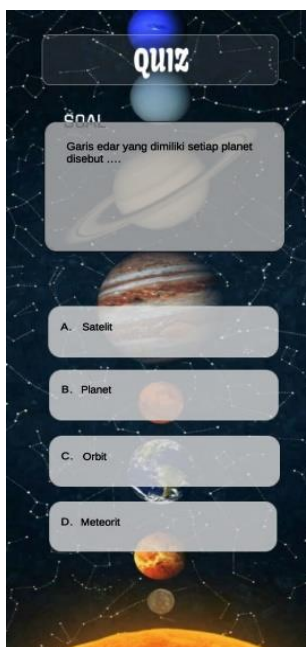 QUIZ
SOAL
Garis edar yang dimiliki setiap planet
disebut ....
A. Satelit
B. Planet
C. Orbit
D. Meteorit